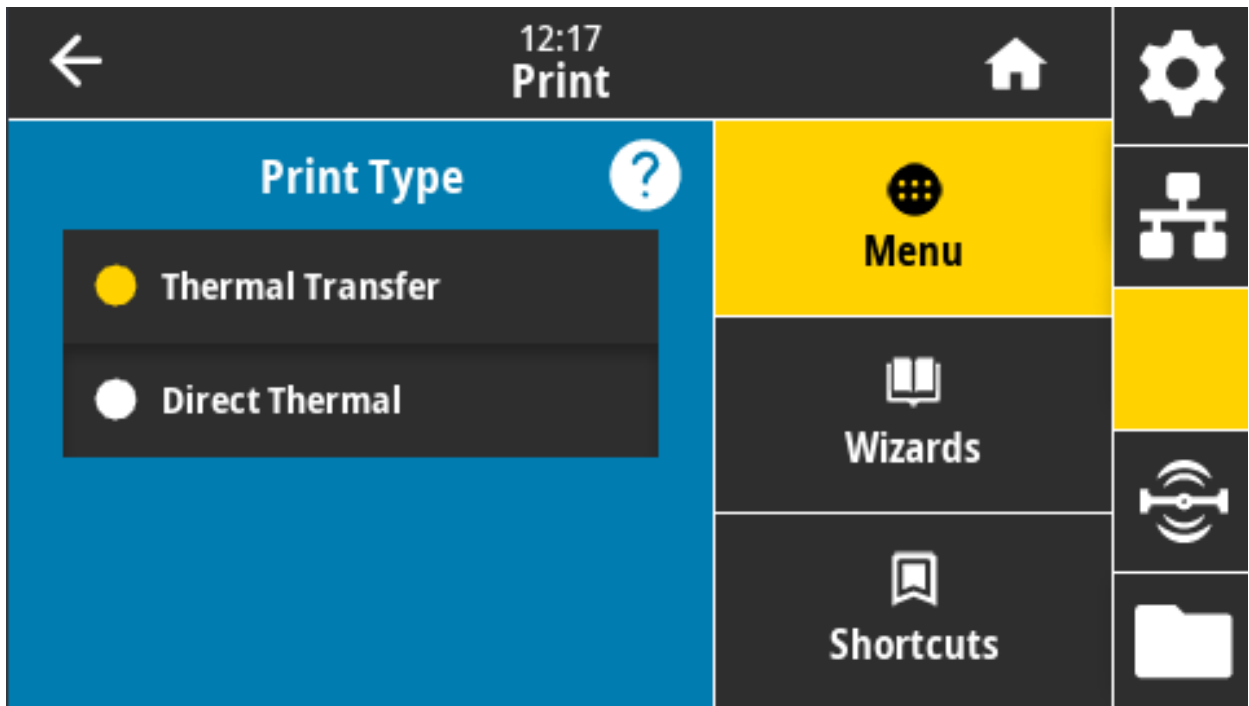 12:17
Print
Print Type
?
Thermal Transfer
Direct Thermal
Menu
Wizards
Shortcuts